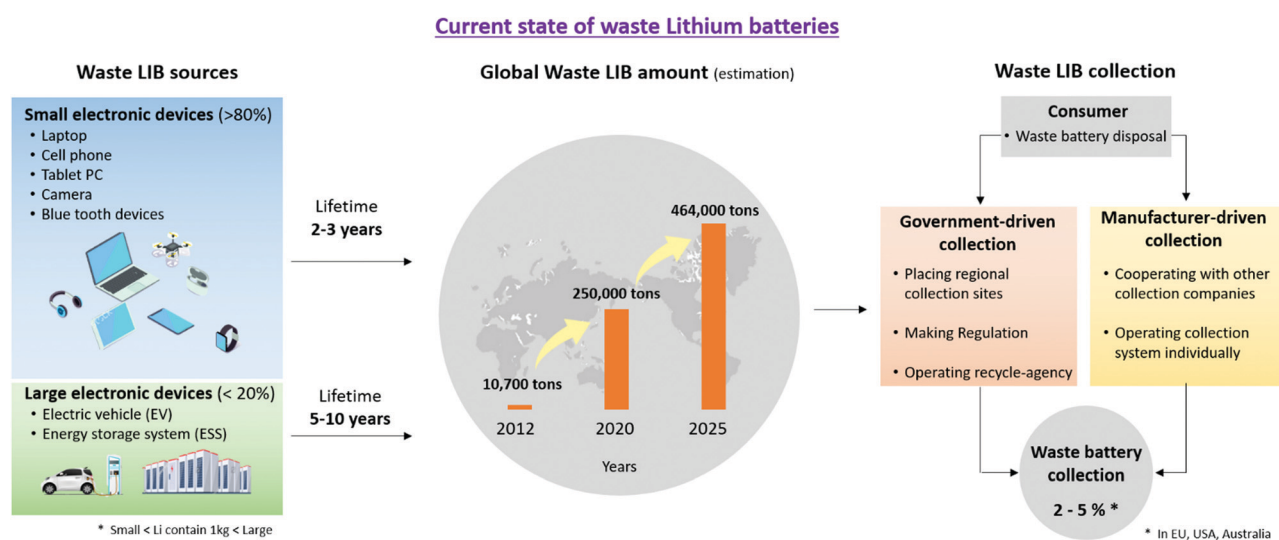 Current state of waste Lithium batteries
Waste LIB sources
Small electronic devices (>80%)
• Laptop
• Cell phone
• Tablet PC
• Camera
• Blue tooth devices
Large electronic devices (< 20%)
• Electric vehicle (EV)
• Energy storage system (ESS)
* Small < Li contain 1kg < Large
Lifetime
2-3 years
Lifetime
5-10 years
Global Waste LIB amount (estimation)
10,700 tons
250,000 tons
464,000 tons
2012
2020
2025
Years
Waste LIB collection
Consumer
• Waste battery disposal
Government-driven
collection
• Placing regional
collection sites
• Making Regulation
• Operating recycle-agency
Manufacturer-driven
collection
• Cooperating with other
collection companies
• Operating collection
system individually
Waste battery
collection
2 - 5 % *
* In EU, USA, Australia